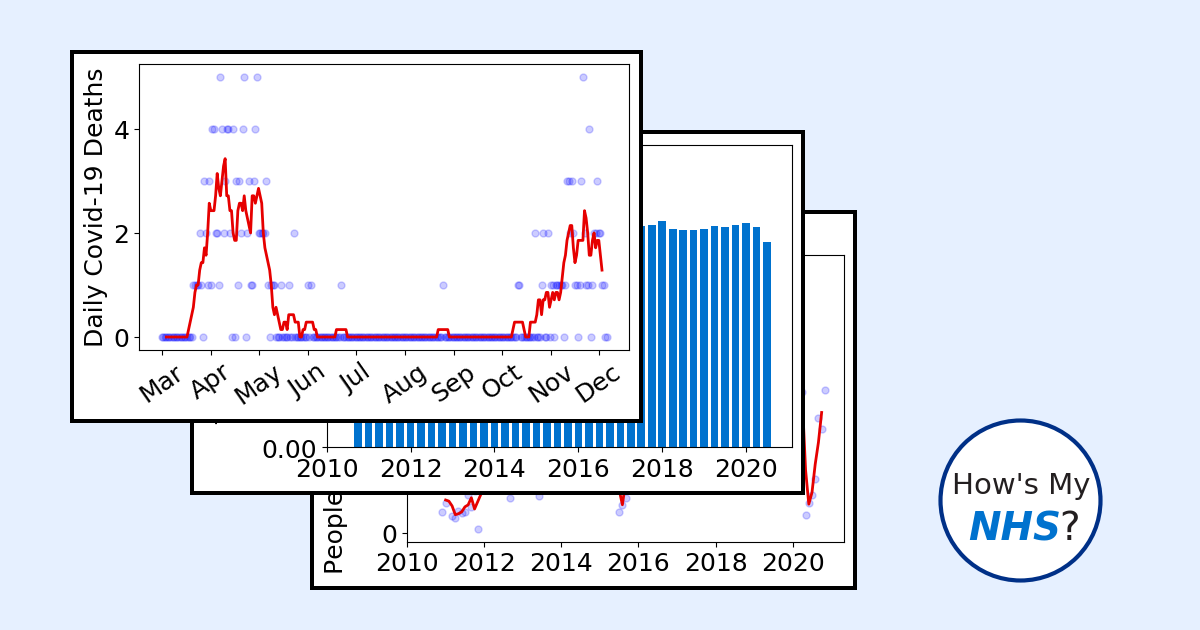 Daily Covid-19 Deaths
4
2
0
Mar Apr May Jun Jul Aug Sep Oct Nov Dec
0.00
2010 2012 2014 2016 2018 2020
People
0
2010 2012 2014 2016 2018 2020
How's My
NHS?